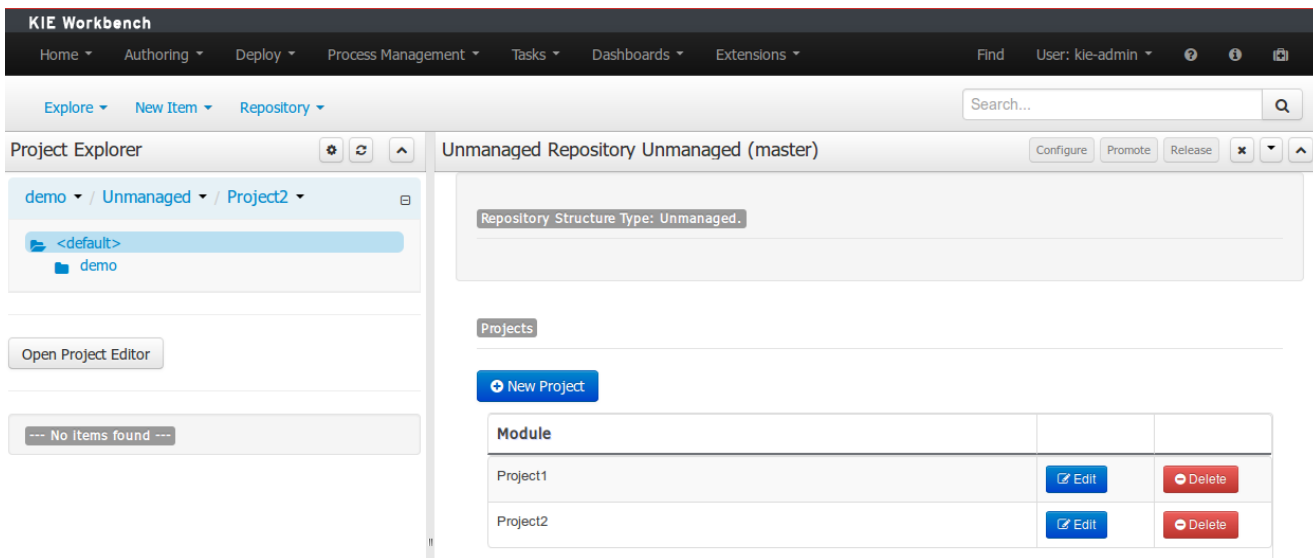 KIE Workbench
Home Authoring Deploy Process Management Tasks Dashboards Extensions Find User: kie-admin
Explore New Item Repository Search...
Project Explorer
Unmanaged Repository Unmanaged (master) Configure Promote Release
demo / Unmanaged / Project2
<default>
demo
Open Project Editor
--- No items found ---
Repository Structure Type: Unmanaged.
Projects
New Project
Module
Project1 Edit Delete
Project2 Edit Delete